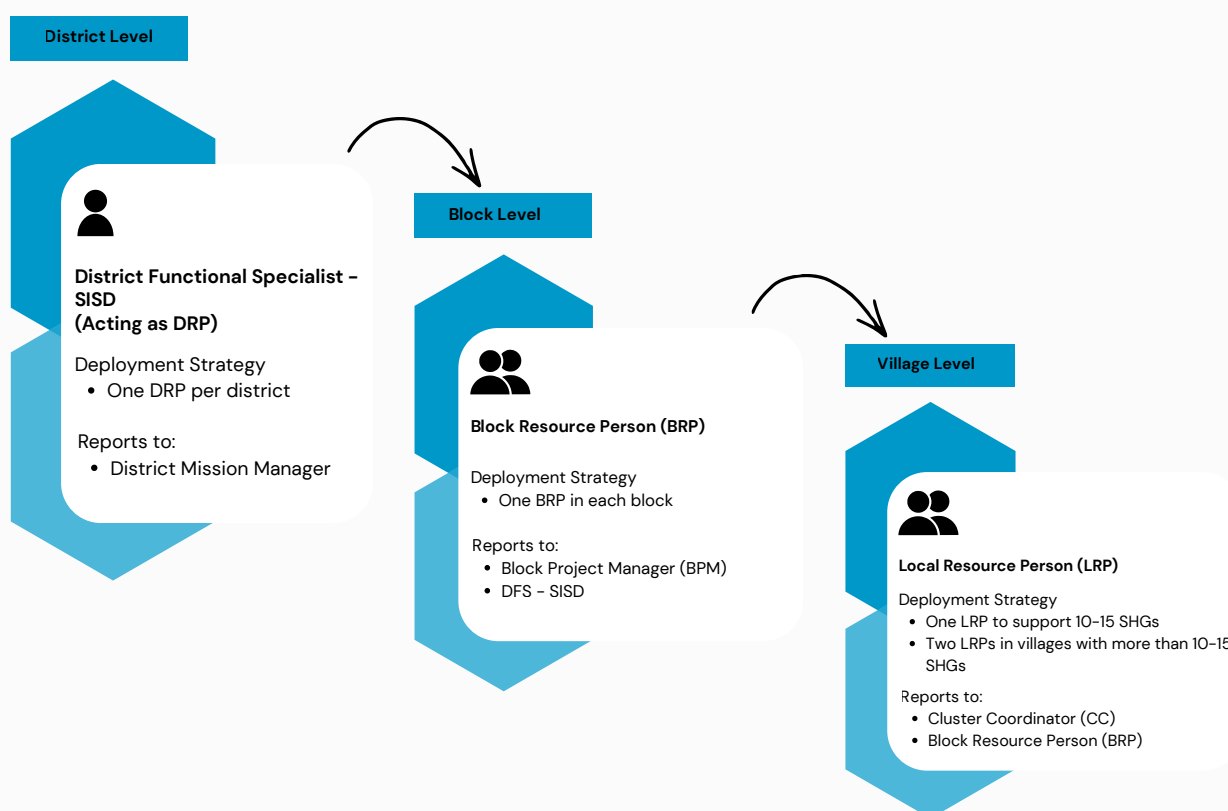 District Level
District Functional Specialist -
SISD
(Acting as DRP)
Deployment Strategy
• One DRP per district
Reports to:
• District Mission Manager
Block Level
Block Resource Person (BRP)
Deployment Strategy
• One BRP in each block
Reports to:
• Block Project Manager (BPM)
• DFS - SISD
Village Level
Local Resource Person (LRP)
Deployment Strategy
• One LRP to support 10-15 SHGs
• Two LRPs in villages with more than 10-15
SHGs
Reports to:
• Cluster Coordinator (CC)
• Block Resource Person (BRP)